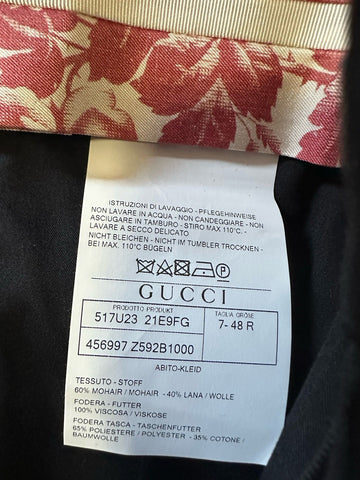 ISTRUZIONI DI LAVAGGIO - PFLEGEHINWEISE
NON LAVARE IN ACQUA - NON CANDEGGIARE - NON
ASCIUGARE IN TAMBURO - STIRO MAX 110°C. -
LAVARE A SECCO DELICATO
NICHT BLEICHEN - NICHT IM TUMBLER TROCKNEN -
BEI MAX. 110°C BÜGELN
GUCCI
PRODOTTO PRODUKT
TAGLIA GRÖßE
517U23 21E9FG
7- 48 R
456997 Z592B1000
ABITO-KLEID
TESSUTO - STOFF
60% MOHAIR / MOHAIR - 40% LANA / WOLLE
FODERA - FUTTER
100% VISCOSA / VISKOSE
FODERA TASCA - TASCHENFUTTER
65% POLIESTERE / POLYESTER - 35% COTONE /
BAUMWOLLE